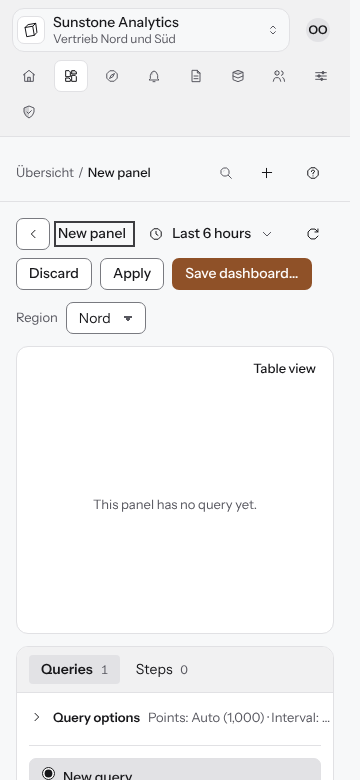 Sunstone Analytics
Vertrieb Nord und Süd
OO
Übersicht / New panel
New panel
Last 6 hours
Discard
Apply
Save dashboard...
Region
Nord
Table view
This panel has no query yet.
Queries 1
Steps 0
Query options Points: Auto (1,000) · Interval: ...
New query